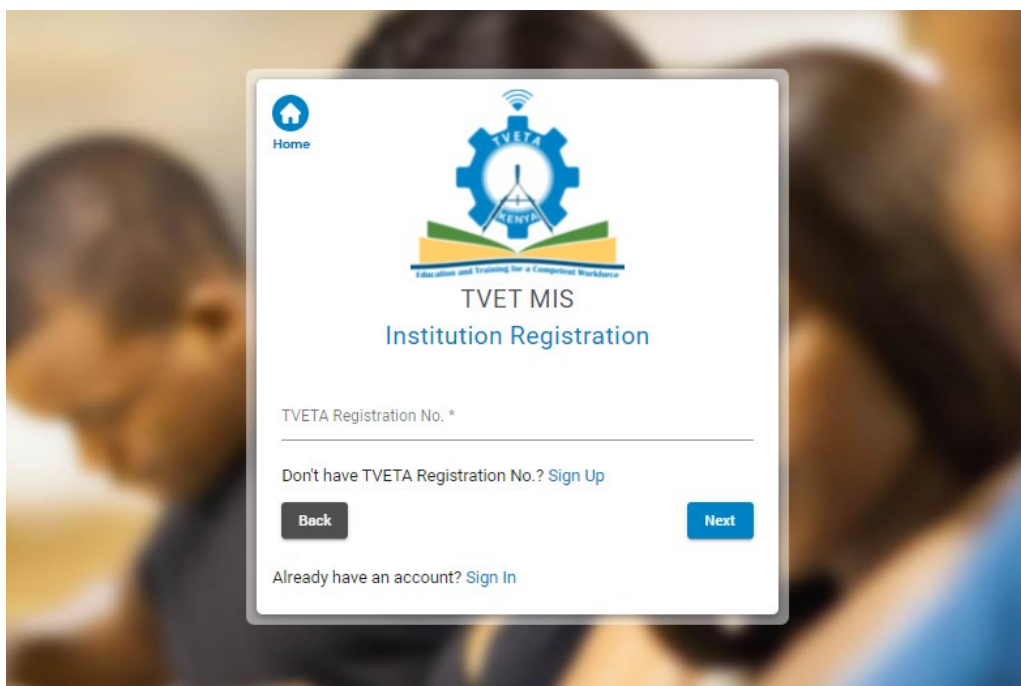 Home
TVETA
KENYA
Education and Training for a Competent Workforce
TVET MIS
Institution Registration
TVETA Registration No. *
Don't have TVETA Registration No.? Sign Up
Back
Next
Already have an account? Sign In